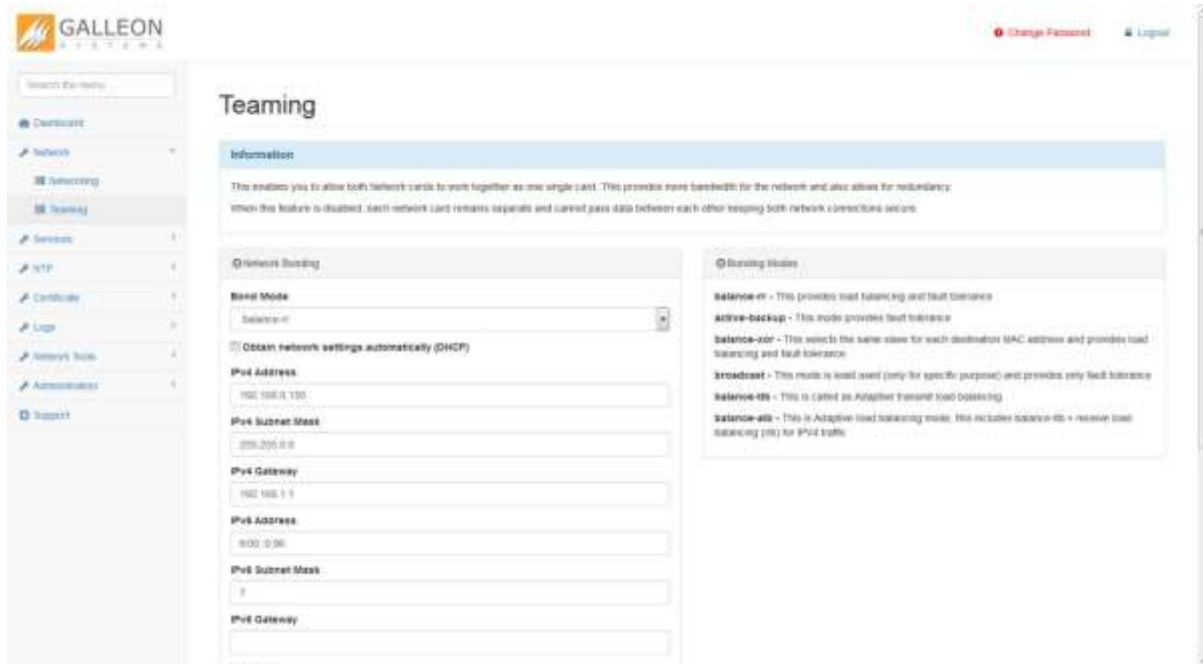 GALLEON
SYSTEMS
Change Password
Logout
Search the menu...
Dashboard
Network
Networking
Teaming
Services
NTP
Certificate
Logs
Network Tools
Administration
Support
Teaming
Information
This enables you to allow both Network cards to work together as one single card. This provides more bandwidth for the network and also allows for redundancy.
When this feature is disabled, each network card remains separate and cannot pass data between each other keeping both network connections secure.
Network Bonding
Bond Mode
balance-rr
Obtain network settings automatically (DHCP)
IPv4 Address
IPv4 Subnet Mask
IPv4 Gateway
192.168.1.1
IPv6 Address
IPv6 Subnet Mask
IPv6 Gateway
Bonding Modes
balance-rr - This provides load balancing and fault tolerance
active-backup - This mode provides fault tolerance
balance-xor - This selects the same slave for each destination MAC address and provides load
balancing and fault tolerance
broadcast - This mode is least used (only for specific purpose) and provides only fault tolerance
balance-tlb - This is called as Adaptive transmit load balancing.
balance-alb - This is Adaptive load balancing mode, this includes balance-tlb + receive load
balancing (rlb) for IPV4 traffic